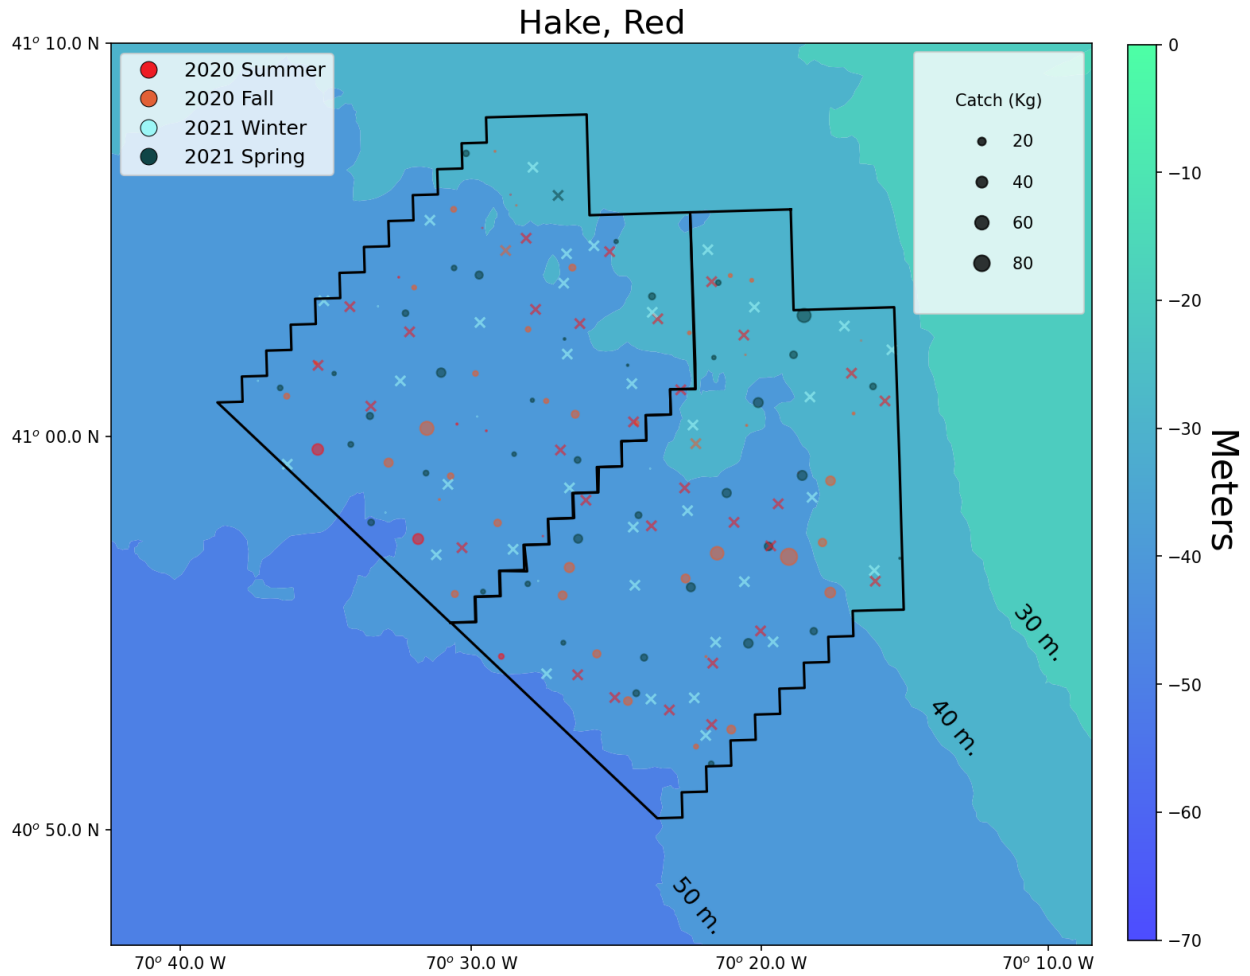 Hake, Red
41° 10.0 N
41° 00.0 N
40° 50.0 N
2020 Summer
2020 Fall
2021 Winter
2021 Spring
Catch (Kg)
20
40
60
80
30 m.
40 m.
50 m.
70° 40.0 W
70° 30.0 W
70° 20.0 W
70° 10.0 W
0
−10
−20
−30
−40
−50
−60
−70
Meters